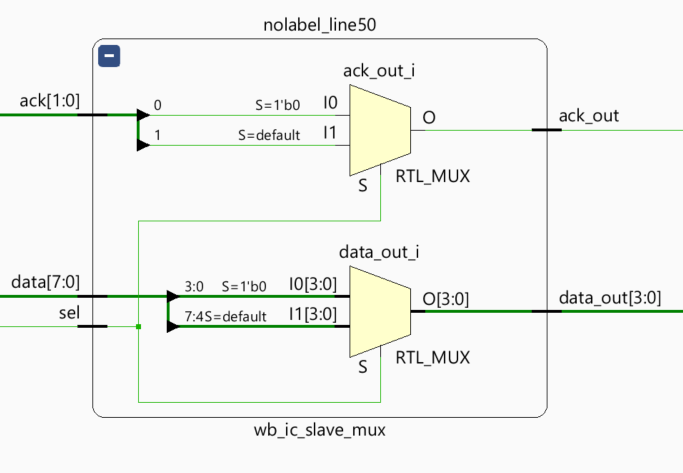 nolabel_line50
ack_out_i
ack[1:0]
0 S=1'b0 I0
1 S=default I1
O
ack_out
S
RTL_MUX
data_out_i
data[7:0]
3:0 S=1'b0 I0[3:0]
7:4S=default I1[3:0]
O[3:0]
data_out[3:0]
sel
S
RTL_MUX
wb_ic_slave_mux